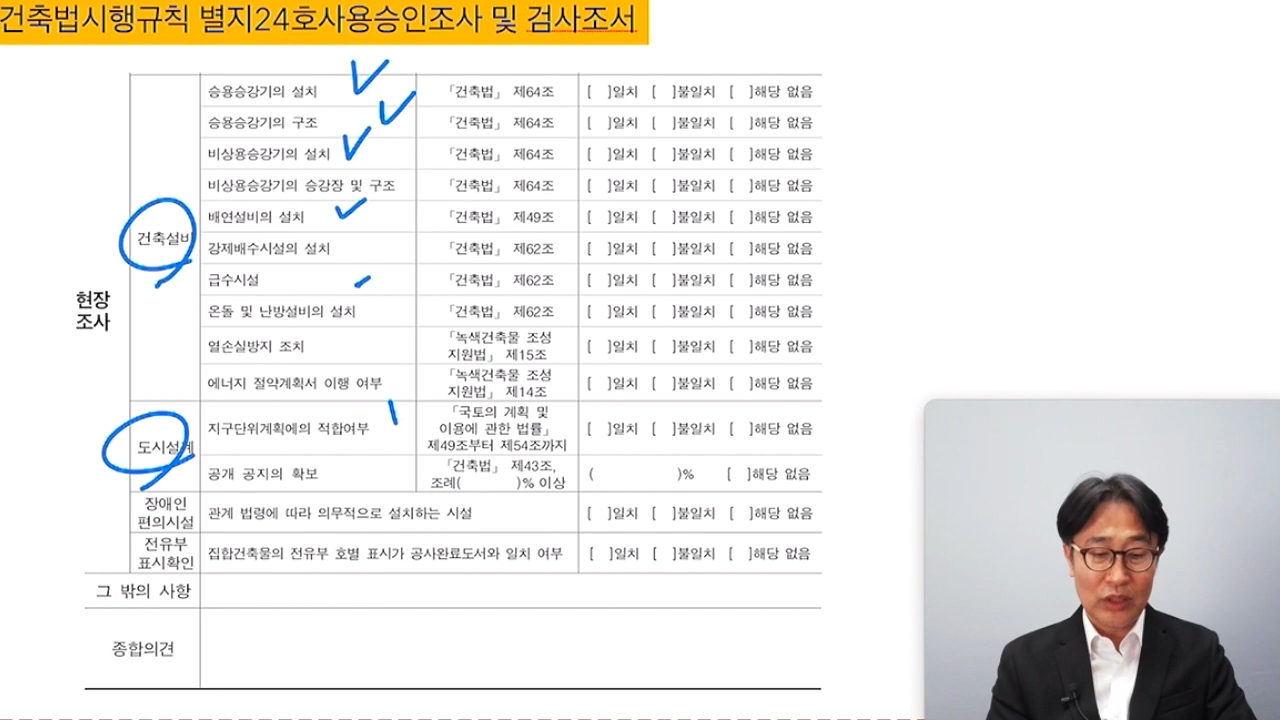 건축법시행규칙 별지24호사용승인조사 및 검사조서
승용승강기의 설치 「건축법」 제64조 [ ]일치 [ ]불일치 [ ]해당 없음
승용승강기의 구조 「건축법」 제64조 [ ]일치 [ ]불일치 [ ]해당 없음
비상용승강기의 설치 「건축법」 제64조 [ ]일치 [ ]불일치 [ ]해당 없음
비상용승강기의 승강장 및 구조 「건축법」 제64조 [ ]일치 [ ]불일치 [ ]해당 없음
배연설비의 설치 「건축법」 제49조 [ ]일치 [ ]불일치 [ ]해당 없음
건축설비
강제배수시설의 설치 「건축법」 제62조 [ ]일치 [ ]불일치 [ ]해당 없음
급수시설 「건축법」 제62조 [ ]일치 [ ]불일치 [ ]해당 없음
현장
조사
온돌 및 난방설비의 설치 「건축법」 제62조 [ ]일치 [ ]불일치 [ ]해당 없음
열손실방지 조치 「녹색건축물 조성
지원법」 제15조 [ ]일치 [ ]불일치 [ ]해당 없음
에너지 절약계획서 이행 여부 「녹색건축물 조성
지원법」 제14조 [ ]일치 [ ]불일치 [ ]해당 없음
도시설계
지구단위계획에의 적합여부 「국토의 계획 및
이용에 관한 법률」
제49조부터 제54조까지 [ ]일치 [ ]불일치 [ ]해당 없음
공개 공지의 확보 「건축법」 제43조,
조례( )% 이상 ( )% [ ]해당 없음
장애인
편의시설 관계 법령에 따라 의무적으로 설치하는 시설 [ ]일치 [ ]불일치 [ ]해당 없음
전유부
표시확인 집합건축물의 전유부 호별 표시가 공사완료도서와 일치 여부 [ ]일치 [ ]불일치 [ ]해당 없음
그 밖의 사항
종합의견